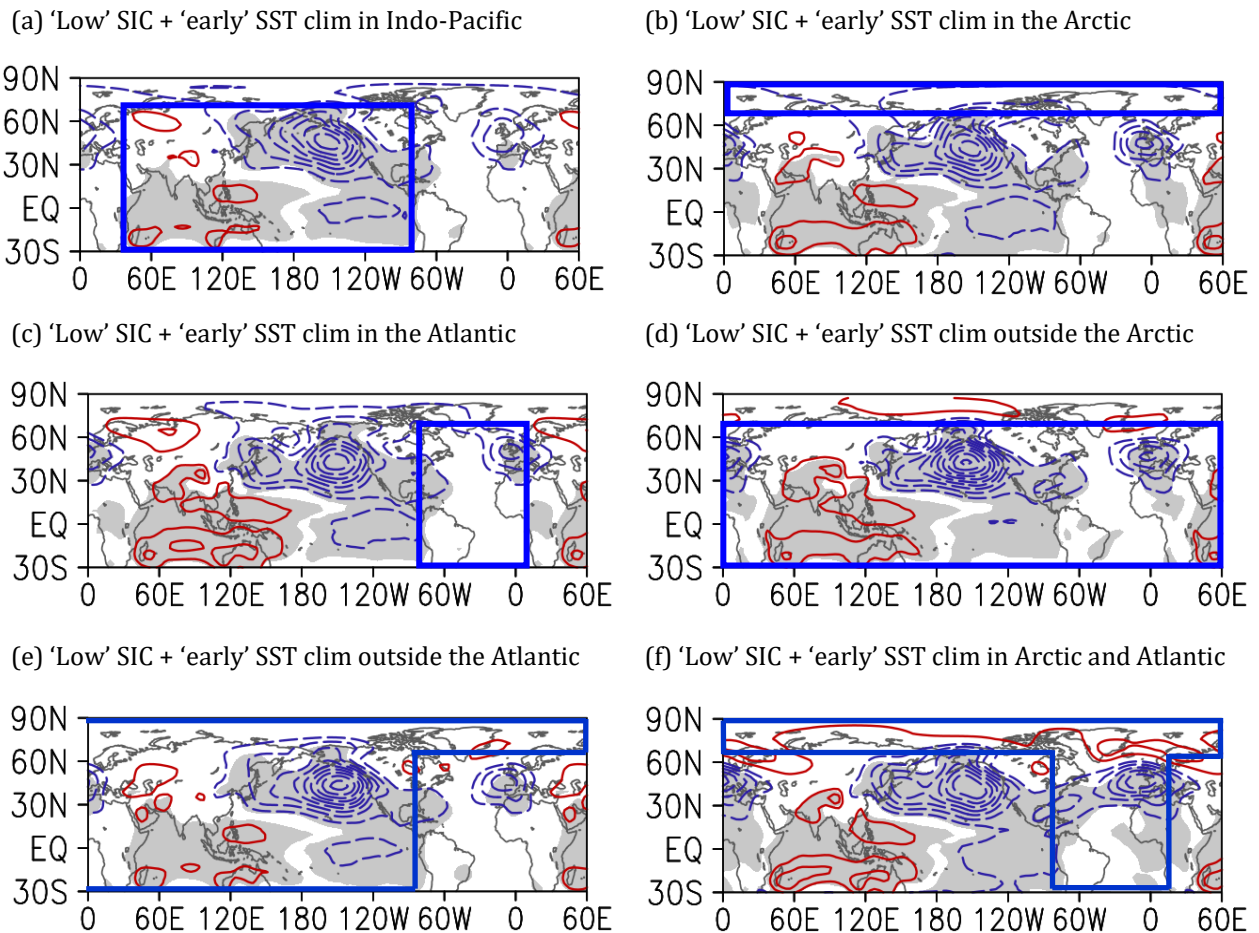 (a) ‘Low’ SIC + ‘early’ SST clim in Indo-Pacific
90N
60N
30N
EQ
30S
0 60E 120E 180 120W 60W 0 60E
(b) ‘Low’ SIC + ‘early’ SST clim in the Arctic
90N
60N
30N
EQ
30S
0 60E 120E 180 120W 60W 0 60E
(c) ‘Low’ SIC + ‘early’ SST clim in the Atlantic
90N
60N
30N
EQ
30S
0 60E 120E 180 120W 60W 0 60E
(d) ‘Low’ SIC + ‘early’ SST clim outside the Arctic
90N
60N
30N
EQ
30S
0 60E 120E 180 120W 60W 0 60E
(e) ‘Low’ SIC + ‘early’ SST clim outside the Atlantic
90N
60N
30N
EQ
30S
0 60E 120E 180 120W 60W 0 60E
(f) ‘Low’ SIC + ‘early’ SST clim in Arctic and Atlantic
90N
60N
30N
EQ
30S
0 60E 120E 180 120W 60W 0 60E